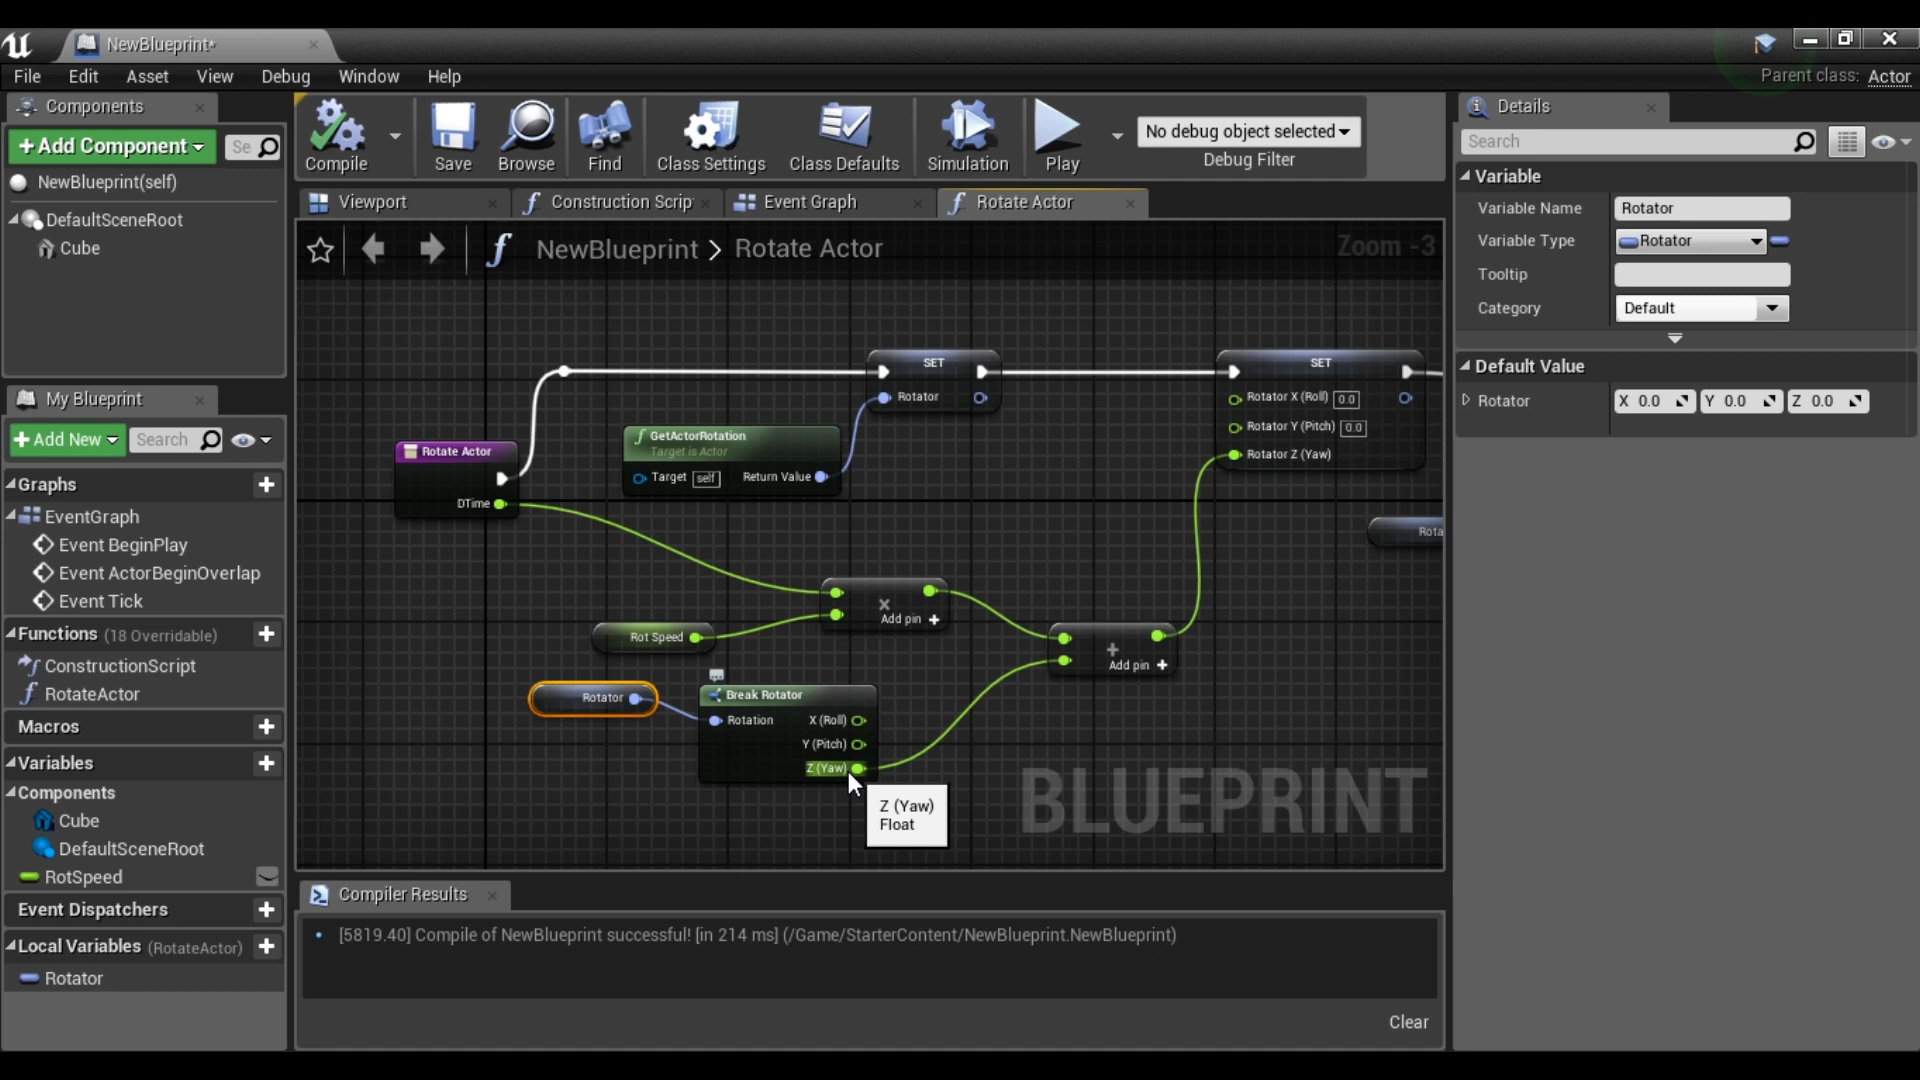 NewBlueprint*
File Edit Asset View Debug Window Help
Parent class: Actor
Components
+Add Component
Se
NewBlueprint(self)
DefaultSceneRoot
Cube
Compile
Save
Browse
Find
Class Settings
Class Defaults
Simulation
Play
No debug object selected
Debug Filter
Viewport
Construction Scrip
Event Graph
Rotate Actor
NewBlueprint > Rotate Actor
Zoom -3
My Blueprint
+Add New
Search
Graphs
EventGraph
Event BeginPlay
Event ActorBeginOverlap
Event Tick
Functions (18 Overridable)
ConstructionScript
RotateActor
Macros
Variables
Components
Cube
DefaultSceneRoot
RotSpeed
Event Dispatchers
Local Variables (RotateActor)
Rotator
Rotate Actor
DTime
GetActorRotation
Target is Actor
Target self
Return Value
SET
Rotator
SET
Rotator X (Roll) 0.0
Rotator Y (Pitch) 0.0
Rotator Z (Yaw)
Rota
Add pin +
Rot Speed
Add pin +
Rotator
Break Rotator
Rotation X (Roll)
Y (Pitch)
Z (Yaw)
Z (Yaw)
Float
BLUEPRINT
Compiler Results
[5819.40] Compile of NewBlueprint successful! [in 214 ms] (/Game/StarterContent/NewBlueprint.NewBlueprint)
Clear
Details
Search
Variable
Variable Name Rotator
Variable Type Rotator
Tooltip
Category Default
Default Value
Rotator X 0.0 Y 0.0 Z 0.0